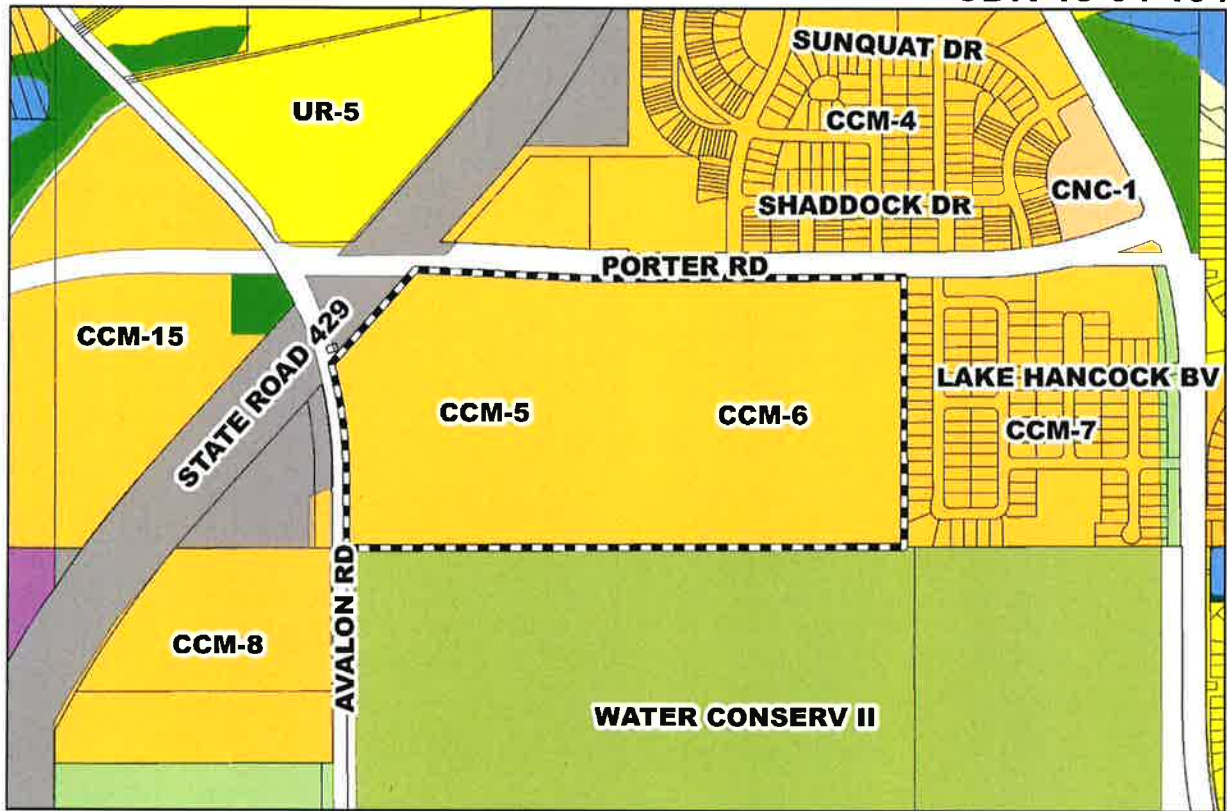 SUNQUAT DR
UR-5
CCM-4
CNC-1
SHADDOCK DR
PORTER RD
CCM-15
STATE ROAD 429
LAKE HANCOCK BV
CCM-5
CCM-6
CCM-7
AVALON RD
CCM-8
WATER CONSERV II